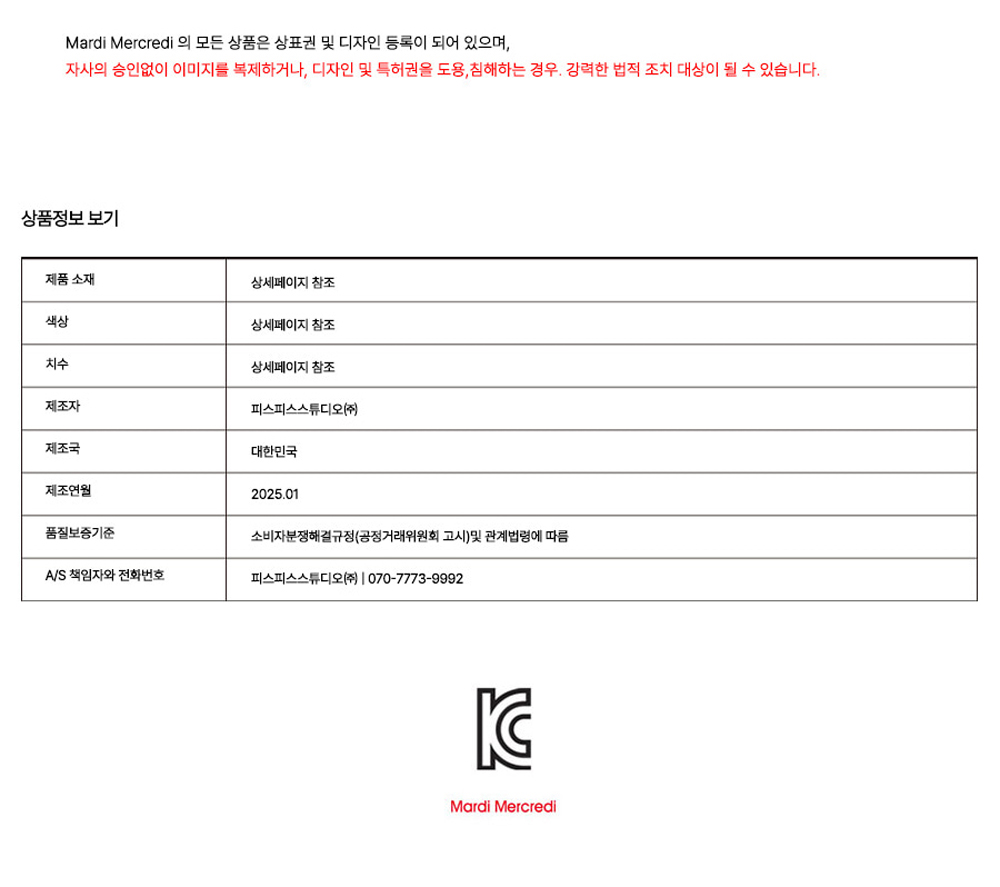 Mardi Mercredi 의 모든 상품은 상표권 및 디자인 등록이 되어 있으며,
자사의 승인없이 이미지를 복제하거나, 디자인 및 특허권을 도용,침해하는 경우. 강력한 법적 조치 대상이 될 수 있습니다.
상품정보 보기
제품 소재 상세페이지 참조
색상 상세페이지 참조
치수 상세페이지 참조
제조자 피스피스스튜디오㈜
제조국 대한민국
제조연월 2025.01
품질보증기준 소비자분쟁해결규정(공정거래위원회 고시)및 관계법령에 따름
A/S 책임자와 전화번호 피스피스스튜디오㈜ | 070-7773-9992
KC
Mardi Mercredi